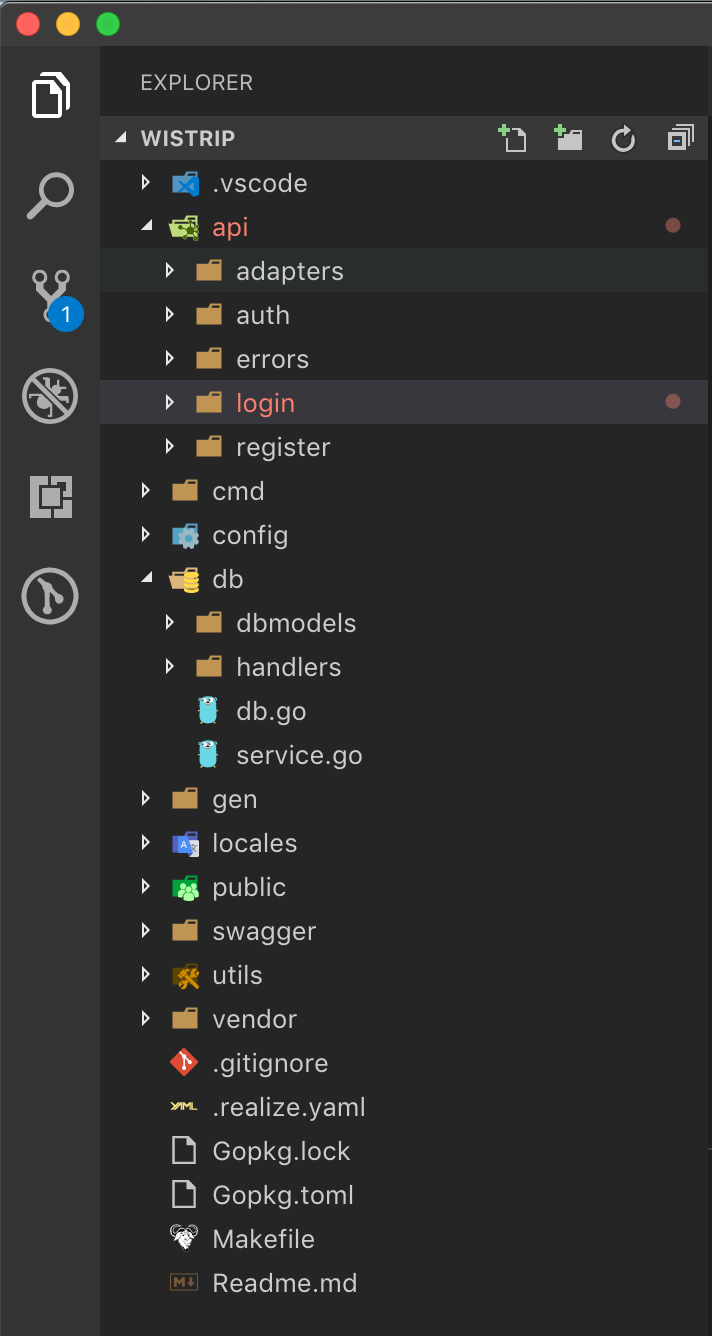 EXPLORER
WISTRIP
.vscode
api
adapters
auth
errors
login
register
cmd
config
db
dbmodels
handlers
db.go
service.go
gen
locales
public
swagger
utils
vendor
.gitignore
YAML .realize.yaml
Gopkg.lock
Gopkg.toml
Makefile
M Readme.md
1